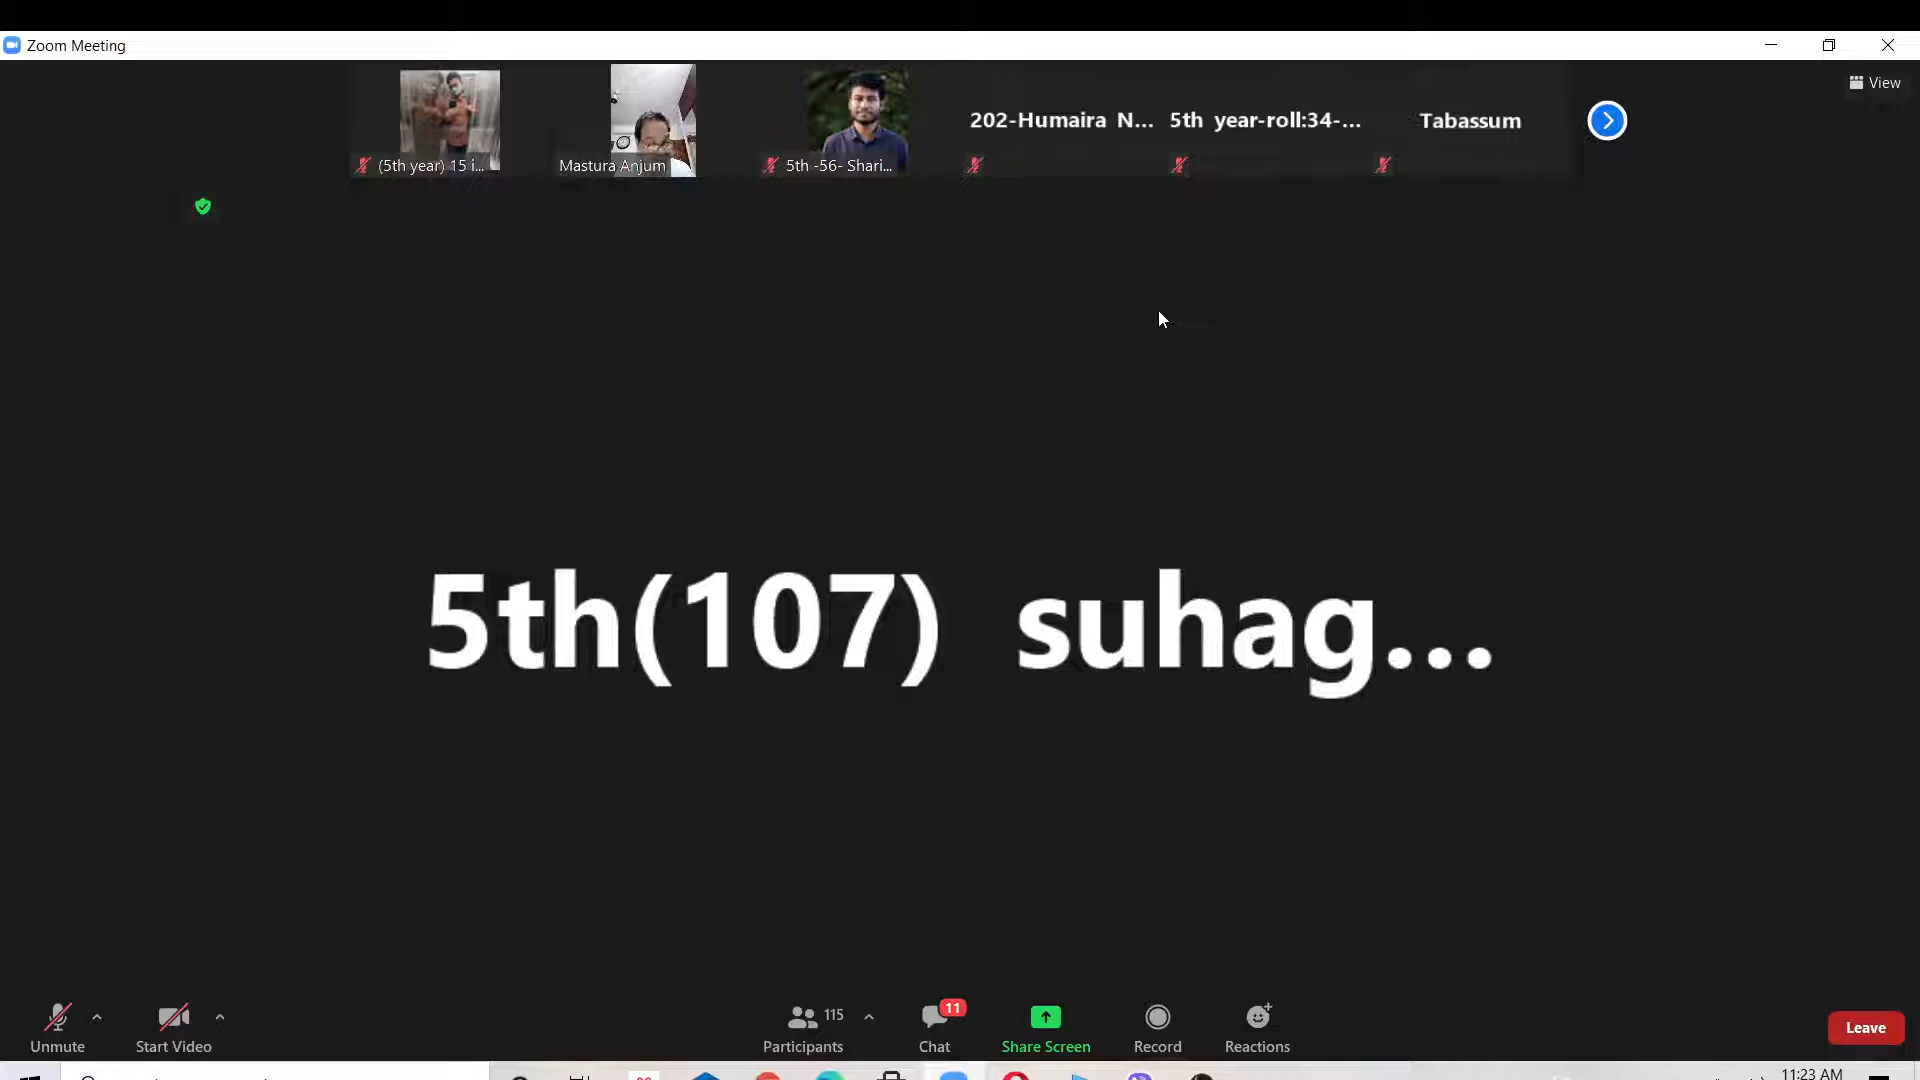 Zoom Meeting
View
(5th year) 15 i...
Mastura Anjum
5th -56- Shari...
202-Humaira N...
5th year-roll:34-...
Tabassum
5th(107) suhag...
Unmute
Start Video
115
Participants
11
Chat
Share Screen
Record
Reactions
Leave
11:23 AM